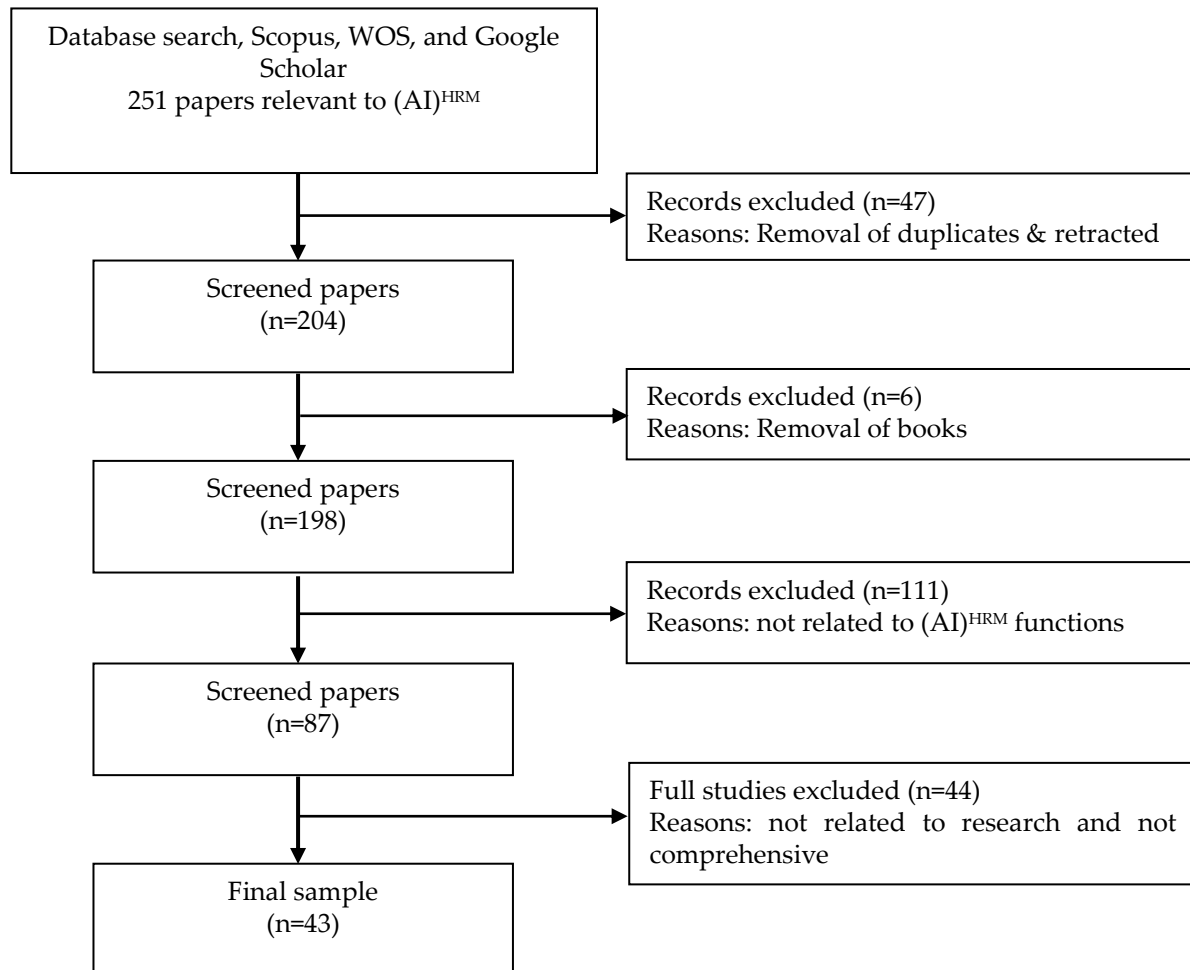 Database search, Scopus, WOS, and Google
Scholar
251 papers relevant to (AI)ᴴᴿᴹ
Records excluded (n=47)
Reasons: Removal of duplicates & retracted
Screened papers
(n=204)
Records excluded (n=6)
Reasons: Removal of books
Screened papers
(n=198)
Records excluded (n=111)
Reasons: not related to (AI)ᴴᴿᴹ functions
Screened papers
(n=87)
Full studies excluded (n=44)
Reasons: not related to research and not
comprehensive
Final sample
(n=43)